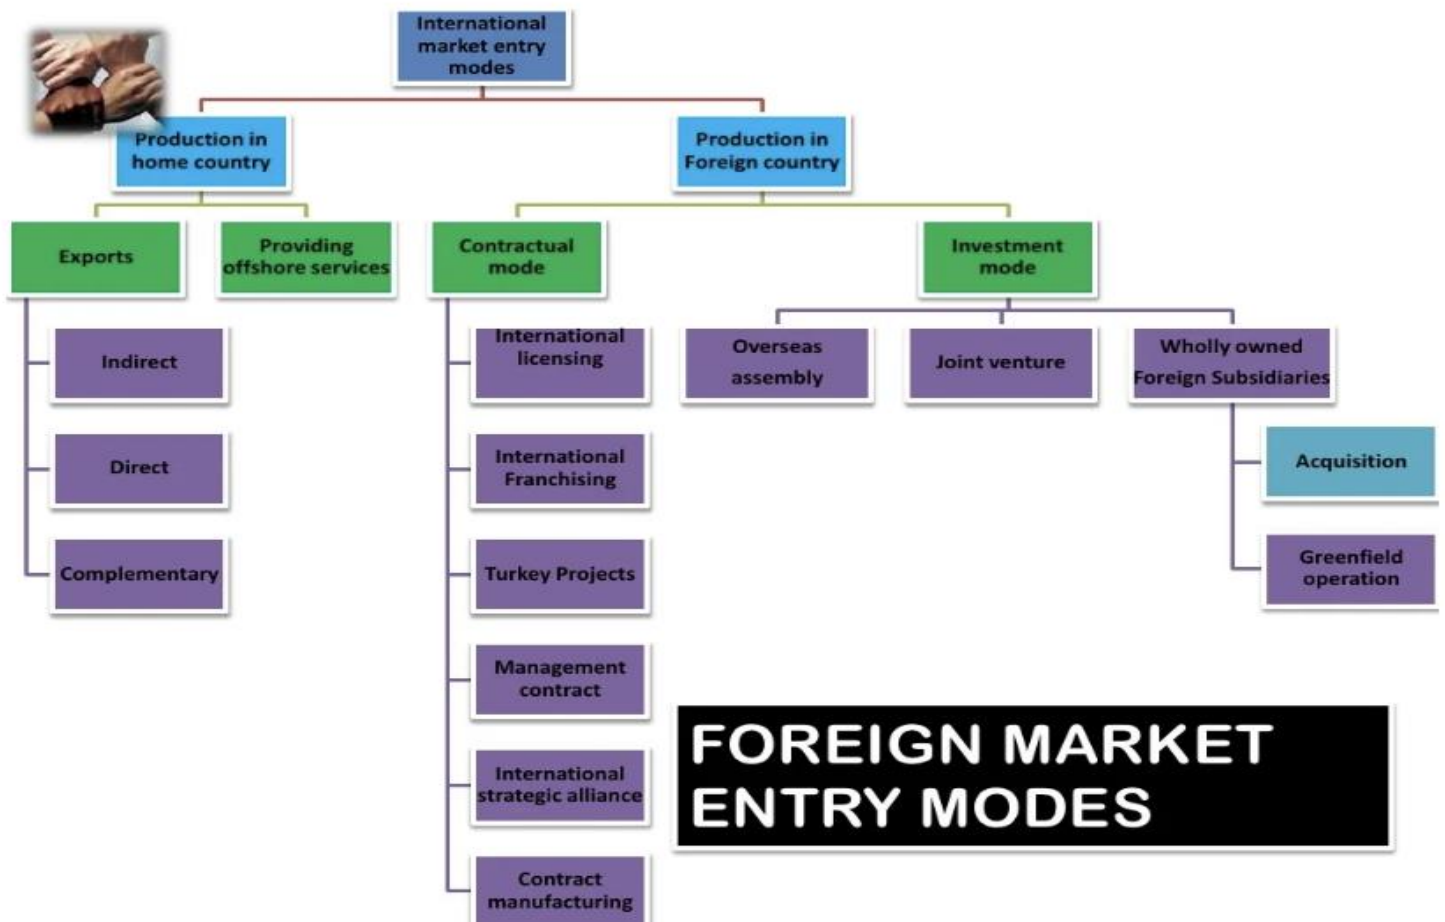 International
market entry
modes
Production in
home country
Production in
Foreign country
Exports
Providing
offshore services
Contractual
mode
Investment
mode
Indirect
Direct
Complementary
International
licensing
International
Franchising
Turkey Projects
Management
contract
International
strategic alliance
Contract
manufacturing
Overseas
assembly
Joint venture
Wholly owned
Foreign Subsidiaries
Acquisition
Greenfield
operation
FOREIGN MARKET
ENTRY MODES